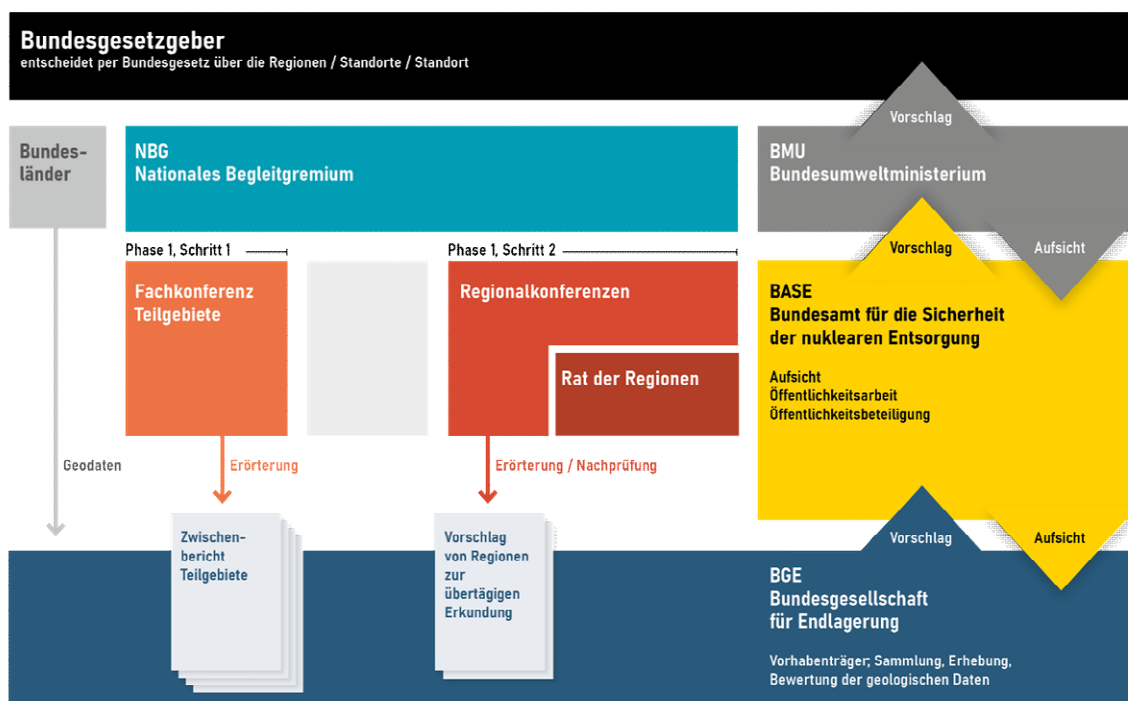 Bundesgesetzgeber
entscheidet per Bundesgesetz über die Regionen / Standorte / Standort
Vorschlag
Bundes-
länder
NBG
Nationales Begleitgremium
BMU
Bundesumweltministerium
Phase 1, Schritt 1
Phase 1, Schritt 2
Vorschlag
Aufsicht
Fachkonferenz
Teilgebiete
Regionalkonferenzen
Rat der Regionen
BASE
Bundesamt für die Sicherheit
der nuklearen Entsorgung
Aufsicht
Öffentlichkeitsarbeit
Öffentlichkeitsbeteiligung
Geodaten
Erörterung
Erörterung / Nachprüfung
Zwischen-
bericht
Teilgebiete
Vorschlag
von Regionen
zur
übertägigen
Erkundung
Vorschlag
Aufsicht
BGE
Bundesgesellschaft
für Endlagerung
Vorhabenträger; Sammlung, Erhebung,
Bewertung der geologischen Daten